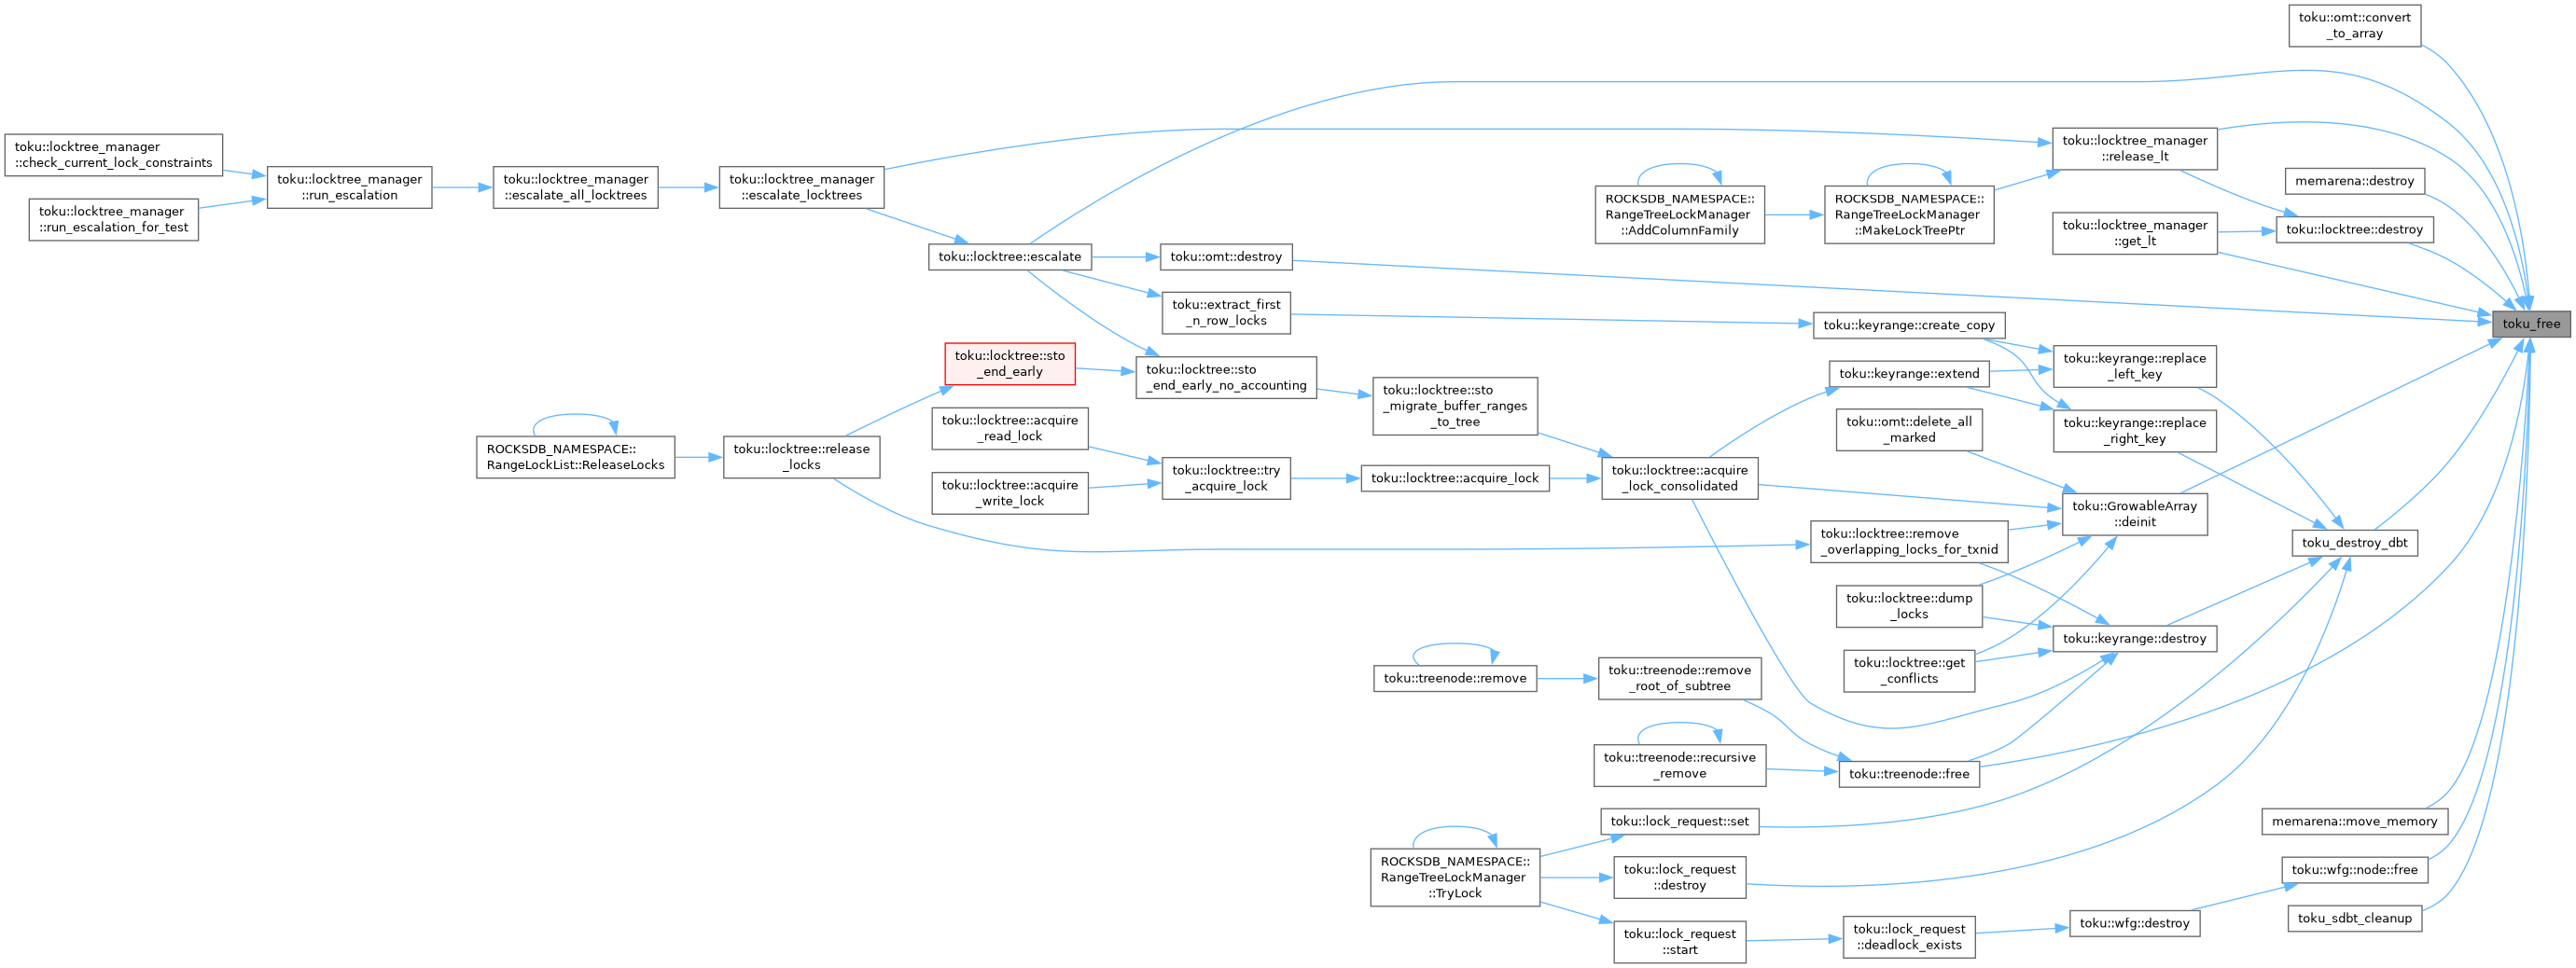 toku::omt::convert
_to_array
toku::locktree_manager
::check_current_lock_constraints
toku::locktree_manager
::run_escalation_for_test
toku::locktree_manager
::run_escalation
toku::locktree_manager
::escalate_all_locktrees
toku::locktree_manager
::escalate_locktrees
ROCKSDB_NAMESPACE::
RangeTreeLockManager
::AddColumnFamily
ROCKSDB_NAMESPACE::
RangeTreeLockManager
::MakeLockTreePtr
toku::locktree_manager
::release_lt
memarena::destroy
toku::locktree_manager
::get_lt
toku::locktree::destroy
toku::locktree::escalate
toku::omt::destroy
toku::extract_first
_n_row_locks
toku::keyrange::create_copy
toku_free
toku::locktree::sto
_end_early
toku::locktree::sto
_end_early_no_accounting
toku::locktree::sto
_migrate_buffer_ranges
_to_tree
toku::keyrange::extend
toku::keyrange::replace
_left_key
toku::keyrange::replace
_right_key
toku::omt::delete_all
_marked
ROCKSDB_NAMESPACE::
RangeLockList::ReleaseLocks
toku::locktree::release
_locks
toku::locktree::acquire
_read_lock
toku::locktree::acquire
_write_lock
toku::locktree::try
_acquire_lock
toku::locktree::acquire_lock
toku::locktree::acquire
_lock_consolidated
toku::GrowableArray
::deinit
toku::locktree::remove
_overlapping_locks_for_txnid
toku_destroy_dbt
toku::locktree::dump
_locks
toku::keyrange::destroy
toku::locktree::get
_conflicts
toku::treenode::remove
toku::treenode::remove
_root_of_subtree
toku::treenode::recursive
_remove
toku::treenode::free
toku::lock_request::set
memarena::move_memory
ROCKSDB_NAMESPACE::
RangeTreeLockManager
::TryLock
toku::lock_request
::destroy
toku::wfg::node::free
toku::lock_request
::start
toku::lock_request
::deadlock_exists
toku::wfg::destroy
toku_sdbt_cleanup